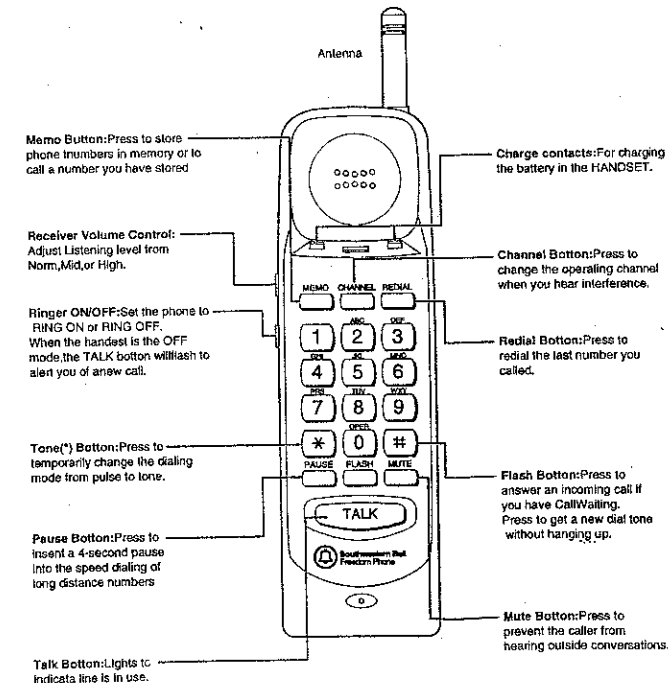 Antenna
Memo Button:Press to store
phone tnumbers in memory or to
call a number you have stored
Charge contacts:For charging
the battery in the HANDSET.
Receiver Volume Control:
Adjust Listening level from
Norm,Mid,or High.
Channel Botton:Press to
change the operating channel
when you hear interference.
MEMO CHANNEL REDIAL
Ringer ON/OFF:Set the phone to
RING ON or RING OFF.
When the handest is the OFF
mode,the TALK botton willflash to
alert you of anew call.
ABC DEF
1 2 3
Redial Botton:Press to
redial the last number you
called.
GHI JKL MNO
4 5 6
PRS TUV WXY
7 8 9
OPER
* 0 #
Tone(*) Botton:Press to
temporarily change the dialing
mode from pulse to tone.
PAUSE FLASH MUTE
Flash Botton:Press to
answer an incoming call if
you have CallWaiting.
Press to get a new dial tone
without hanging up.
TALK
Pause Botton:Press to
insent a 4-second pause
into the speed dialing of
long distance numbers
Southwestern Bell
Freedom Phone
Mute Botton:Press to
prevent the caller from
hearing outside conversations.
Talk Botton:Lights to
indicata line is in use.